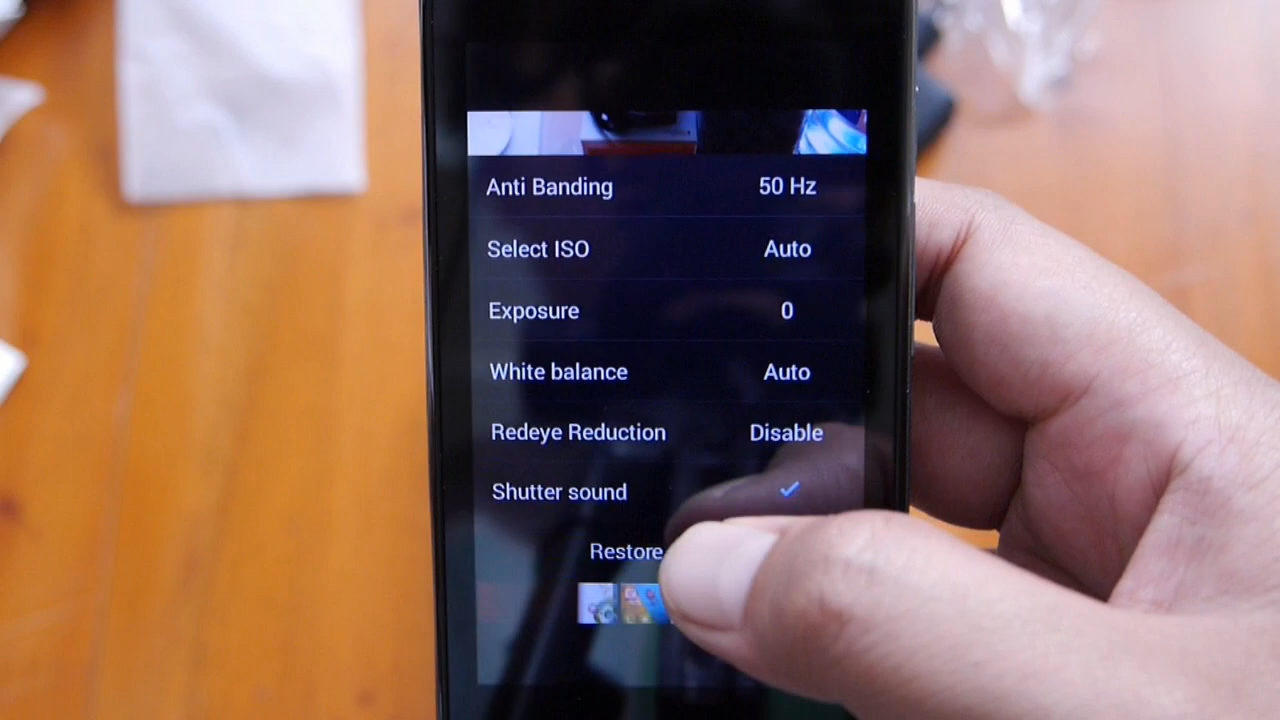 Anti Banding 50 Hz
Select ISO Auto
Exposure 0
White balance Auto
Redeye Reduction Disable
Shutter sound
Restore